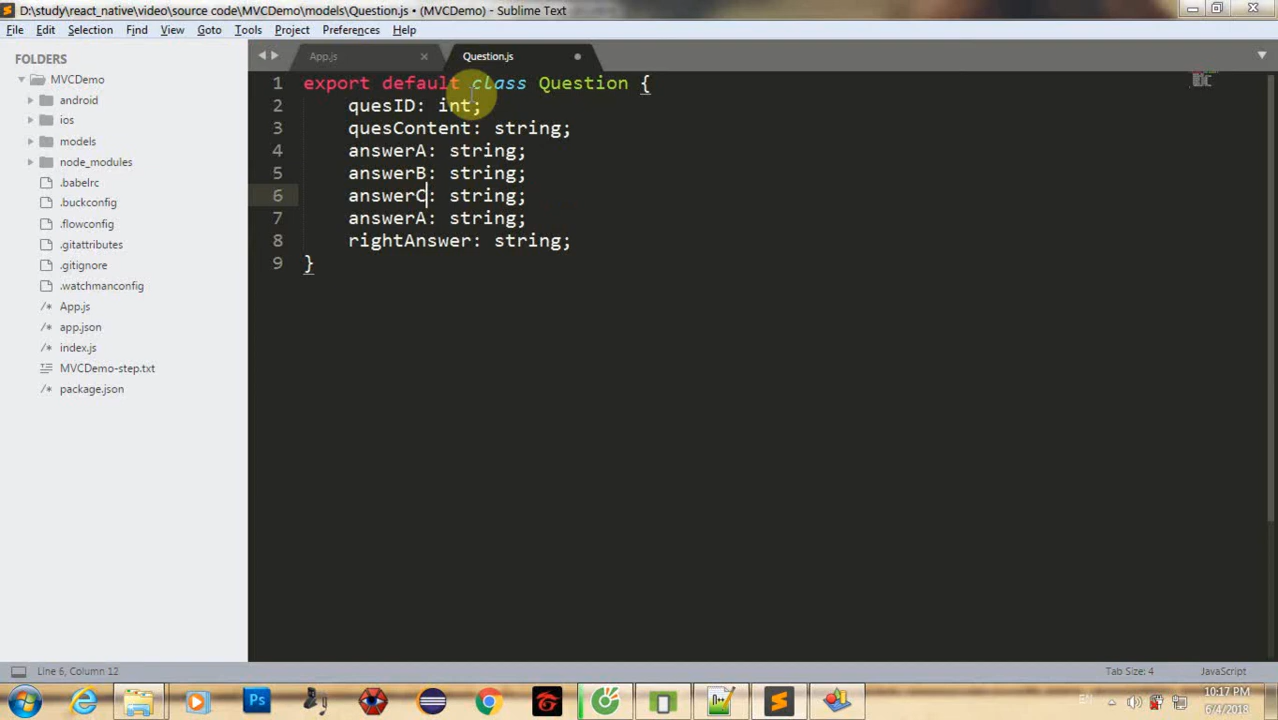 D:\study\react_native\video\source code\MVCDemo\models\Question.js • (MVCDemo) - Sublime Text
File Edit Selection Find View Goto Tools Project Preferences Help
FOLDERS
MVCDemo
android
ios
models
node_modules
.babelrc
.buckconfig
.flowconfig
.gitattributes
.gitignore
.watchmanconfig
/* App.js
/* app.json
/* index.js
MVCDemo-step.txt
/* package.json
App.js
Question.js
1 export default class Question {
2 quesID: int;
3 quesContent: string;
4 answerA: string;
5 answerB: string;
6 answerC: string;
7 answerA: string;
8 rightAnswer: string;
9 }
Line 6, Column 12
Tab Size: 4
JavaScript
Ps
EN
10:17 PM
6/4/2018